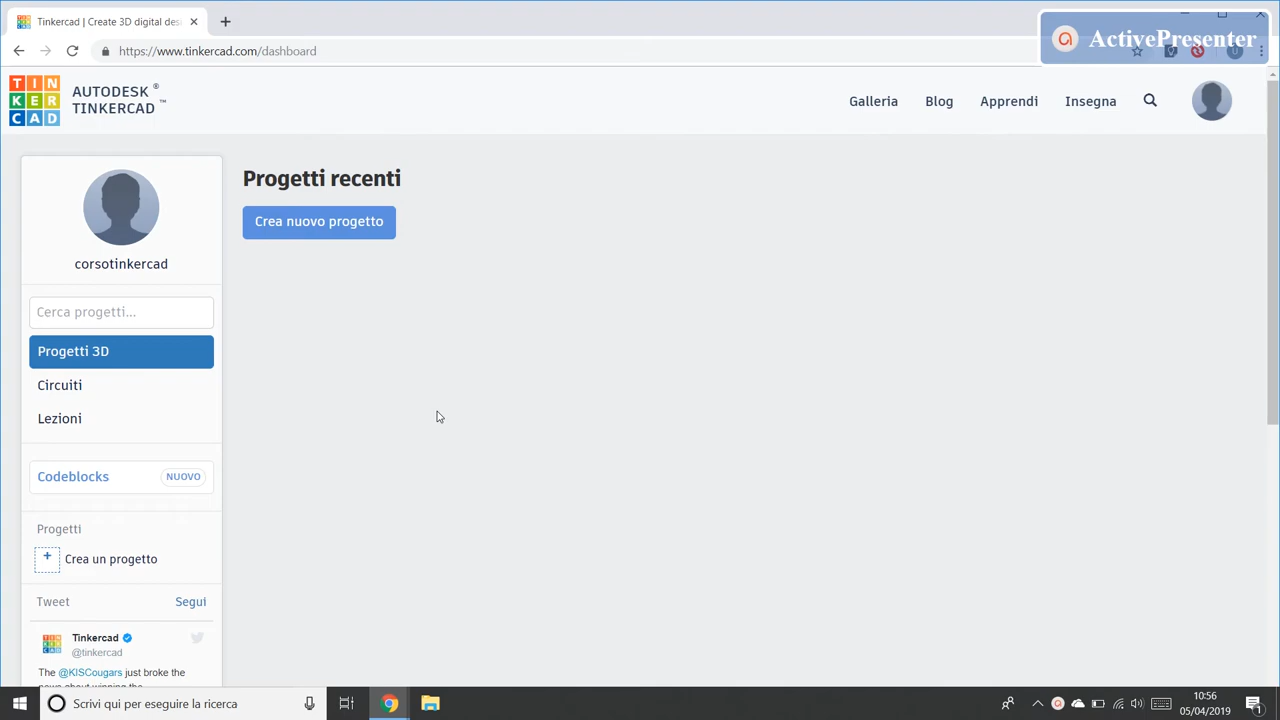 Tinkercad | Create 3D digital des
https://www.tinkercad.com/dashboard
ActivePresenter
TIN
KER
CAD
AUTODESK ®
TINKERCAD ™
Galleria
Blog
Apprendi
Insegna
corsotinkercad
Cerca progetti...
Progetti 3D
Circuiti
Lezioni
Codeblocks
NUOVO
Progetti
+ Crea un progetto
Tweet
Segui
Tinkercad
@tinkercad
The @KISCougars just broke the
Progetti recenti
Crea nuovo progetto
Scrivi qui per eseguire la ricerca
10:56
05/04/2019
1